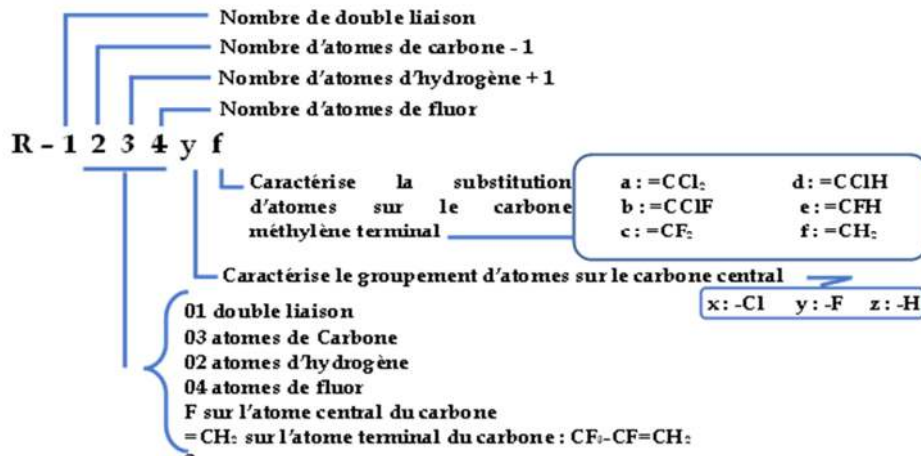 Nombre de double liaison
Nombre d'atomes de carbone - 1
Nombre d'atomes d'hydrogène + 1
Nombre d'atomes de fluor
R - 1 2 3 4 y f
Caractérise la substitution
d'atomes sur le carbone
méthylène terminal
a : =CCl₂ d : =CClH
b : =CClF e : =CFH
c : =CF₂ f : =CH₂
Caractérise le groupement d'atomes sur le carbone central
x : -Cl y : -F z : -H
01 double liaison
03 atomes de Carbone
02 atomes d'hydrogène
04 atomes de fluor
F sur l'atome central du carbone
=CH₂ sur l'atome terminal du carbone : CF₃-CF=CH₂